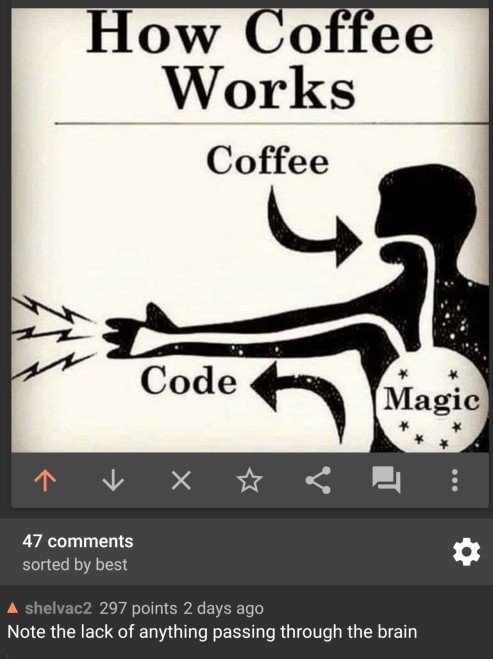 How Coffee
Works
Coffee
Code
Magic
47 comments
sorted by best
shelvac2 297 points 2 days ago
Note the lack of anything passing through the brain